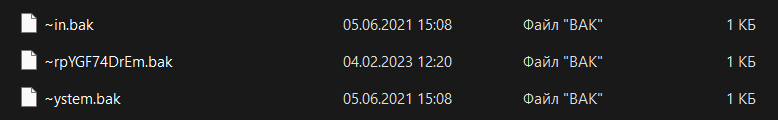 ~in.bak 05.06.2021 15:08 Файл "BAK" 1 КБ
~rpYGF74DrEm.bak 04.02.2023 12:20 Файл "BAK" 1 КБ
~ystem.bak 05.06.2021 15:08 Файл "BAK" 1 КБ